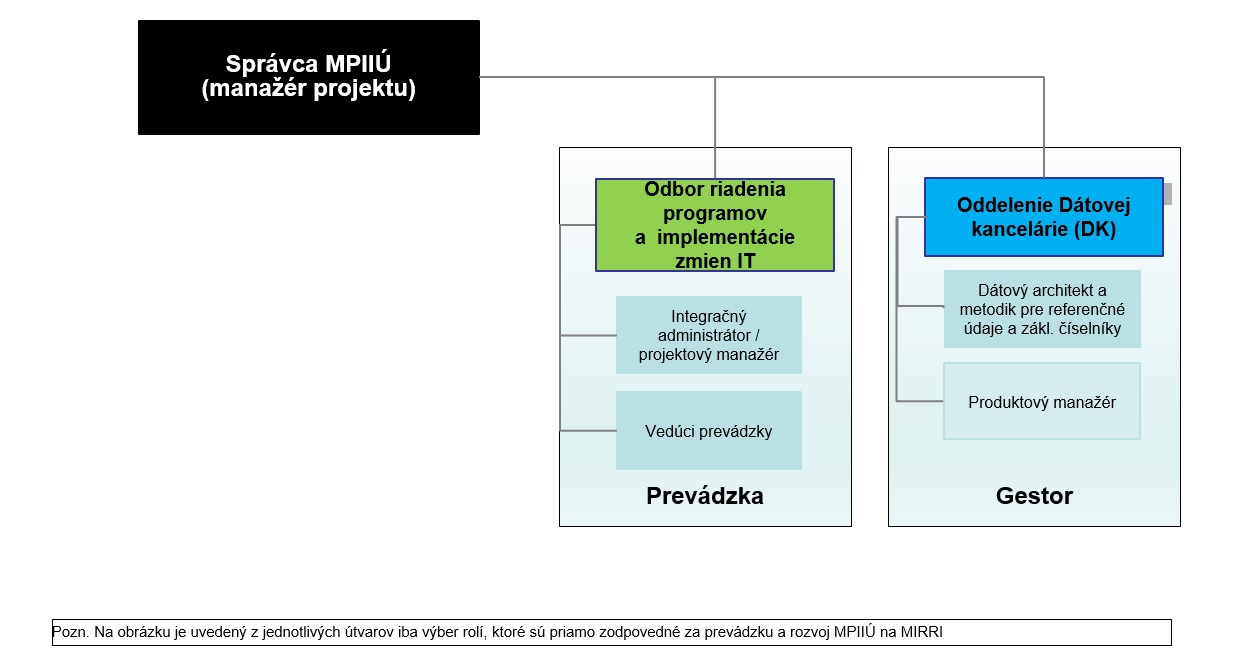 Správca MPIIÚ
(manažér projektu)
Odbor riadenia
programov
a  implementácie
zmien IT
Integračný
administrátor /
projektový manažér
Vedúci prevádzky
Prevádzka
Oddelenie Dátovej
kancelárie (DK)
Dátový architekt a
metodik pre referenčné
údaje a zákl. číselníky
Produktový manažér
Gestor
Pozn. Na obrázku je uvedený z jednotlivých útvarov iba výber rolí, ktoré sú priamo zodpovedné za prevádzku a rozvoj MPIIÚ na MIRRI